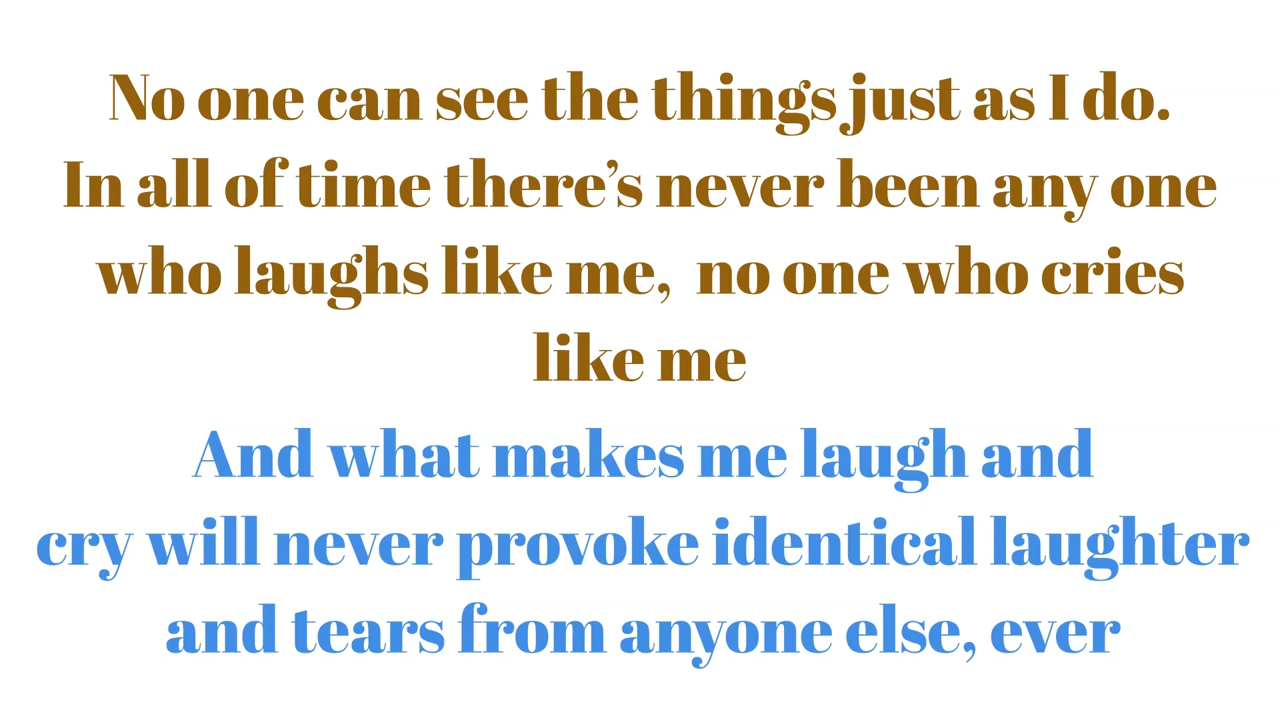 No one can see the things just as I do.
In all of time there’s never been any one
who laughs like me,  no one who cries
like me
And what makes me laugh and
cry will never provoke identical laughter
and tears from anyone else, ever